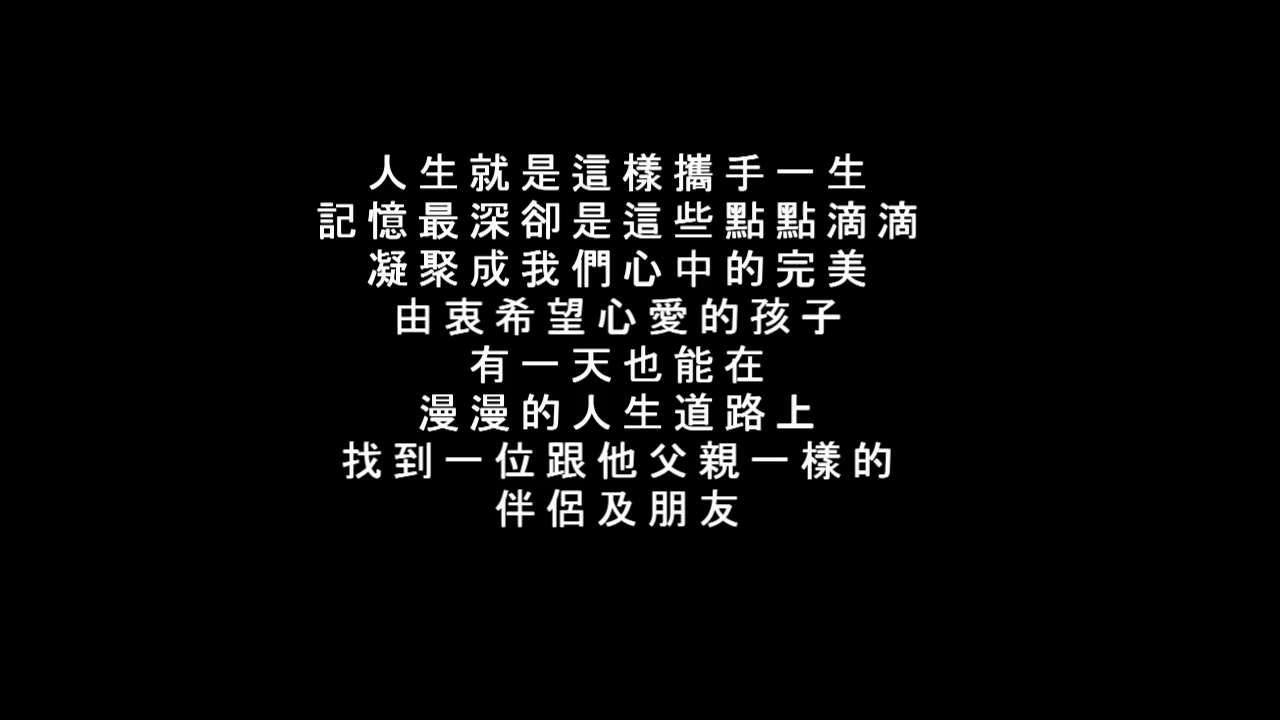 人生就是這樣攜手一生
記憶最深卻是這些點點滴滴
凝聚成我們心中的完美
由衷希望心愛的孩子
有一天也能在
漫漫的人生道路上
找到一位跟他父親一樣的
伴侶及朋友